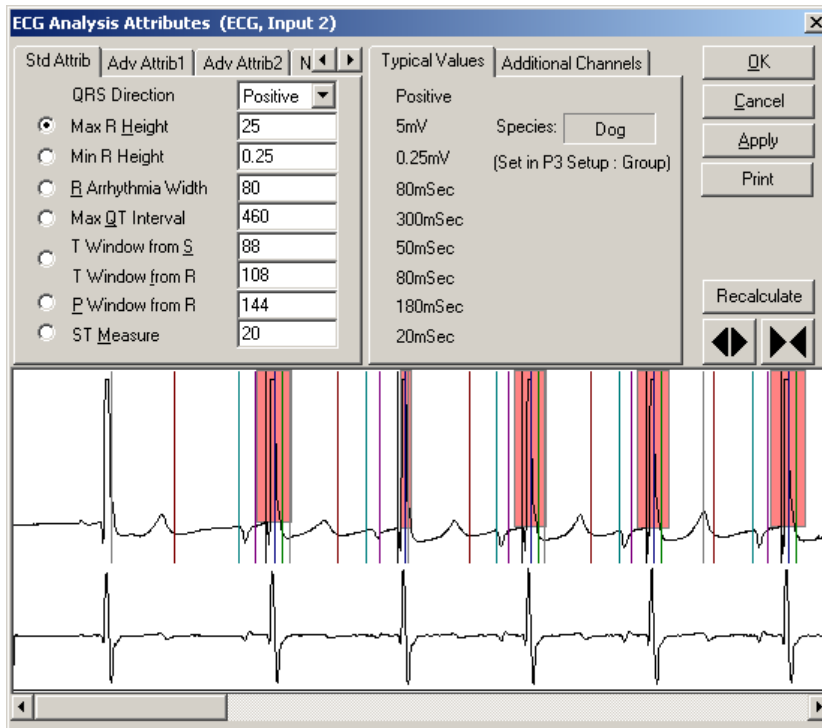 ECG Analysis Attributes (ECG, Input 2)
Std Attrib Adv Attrib1 Adv Attrib2 N
QRS Direction Positive
Max R Height 25
Min R Height 0.25
R Arrhythmia Width 80
Max QT Interval 460
T Window from S 88
T Window from R 108
P Window from R 144
ST Measure 20
Typical Values Additional Channels
Positive
5mV Species: Dog
0.25mV (Set in P3 Setup : Group)
80mSec
300mSec
50mSec
80mSec
180mSec
20mSec
OK
Cancel
Apply
Print
Recalculate